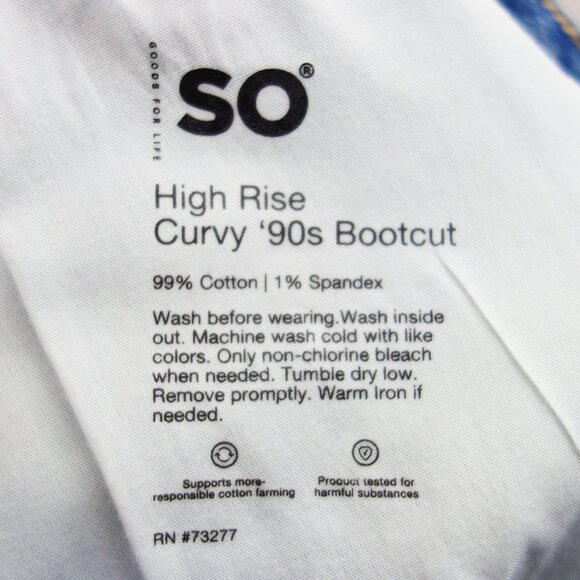 GOODS FOR LIFE
SO®
High Rise
Curvy ‘90s Bootcut
99% Cotton | 1% Spandex
Wash before wearing.Wash inside
out. Machine wash cold with like
colors. Only non-chlorine bleach
when needed. Tumble dry low.
Remove promptly. Warm Iron if
needed.
Supports more-
responsible cotton farming
Product tested for
harmful substances
RN #73277